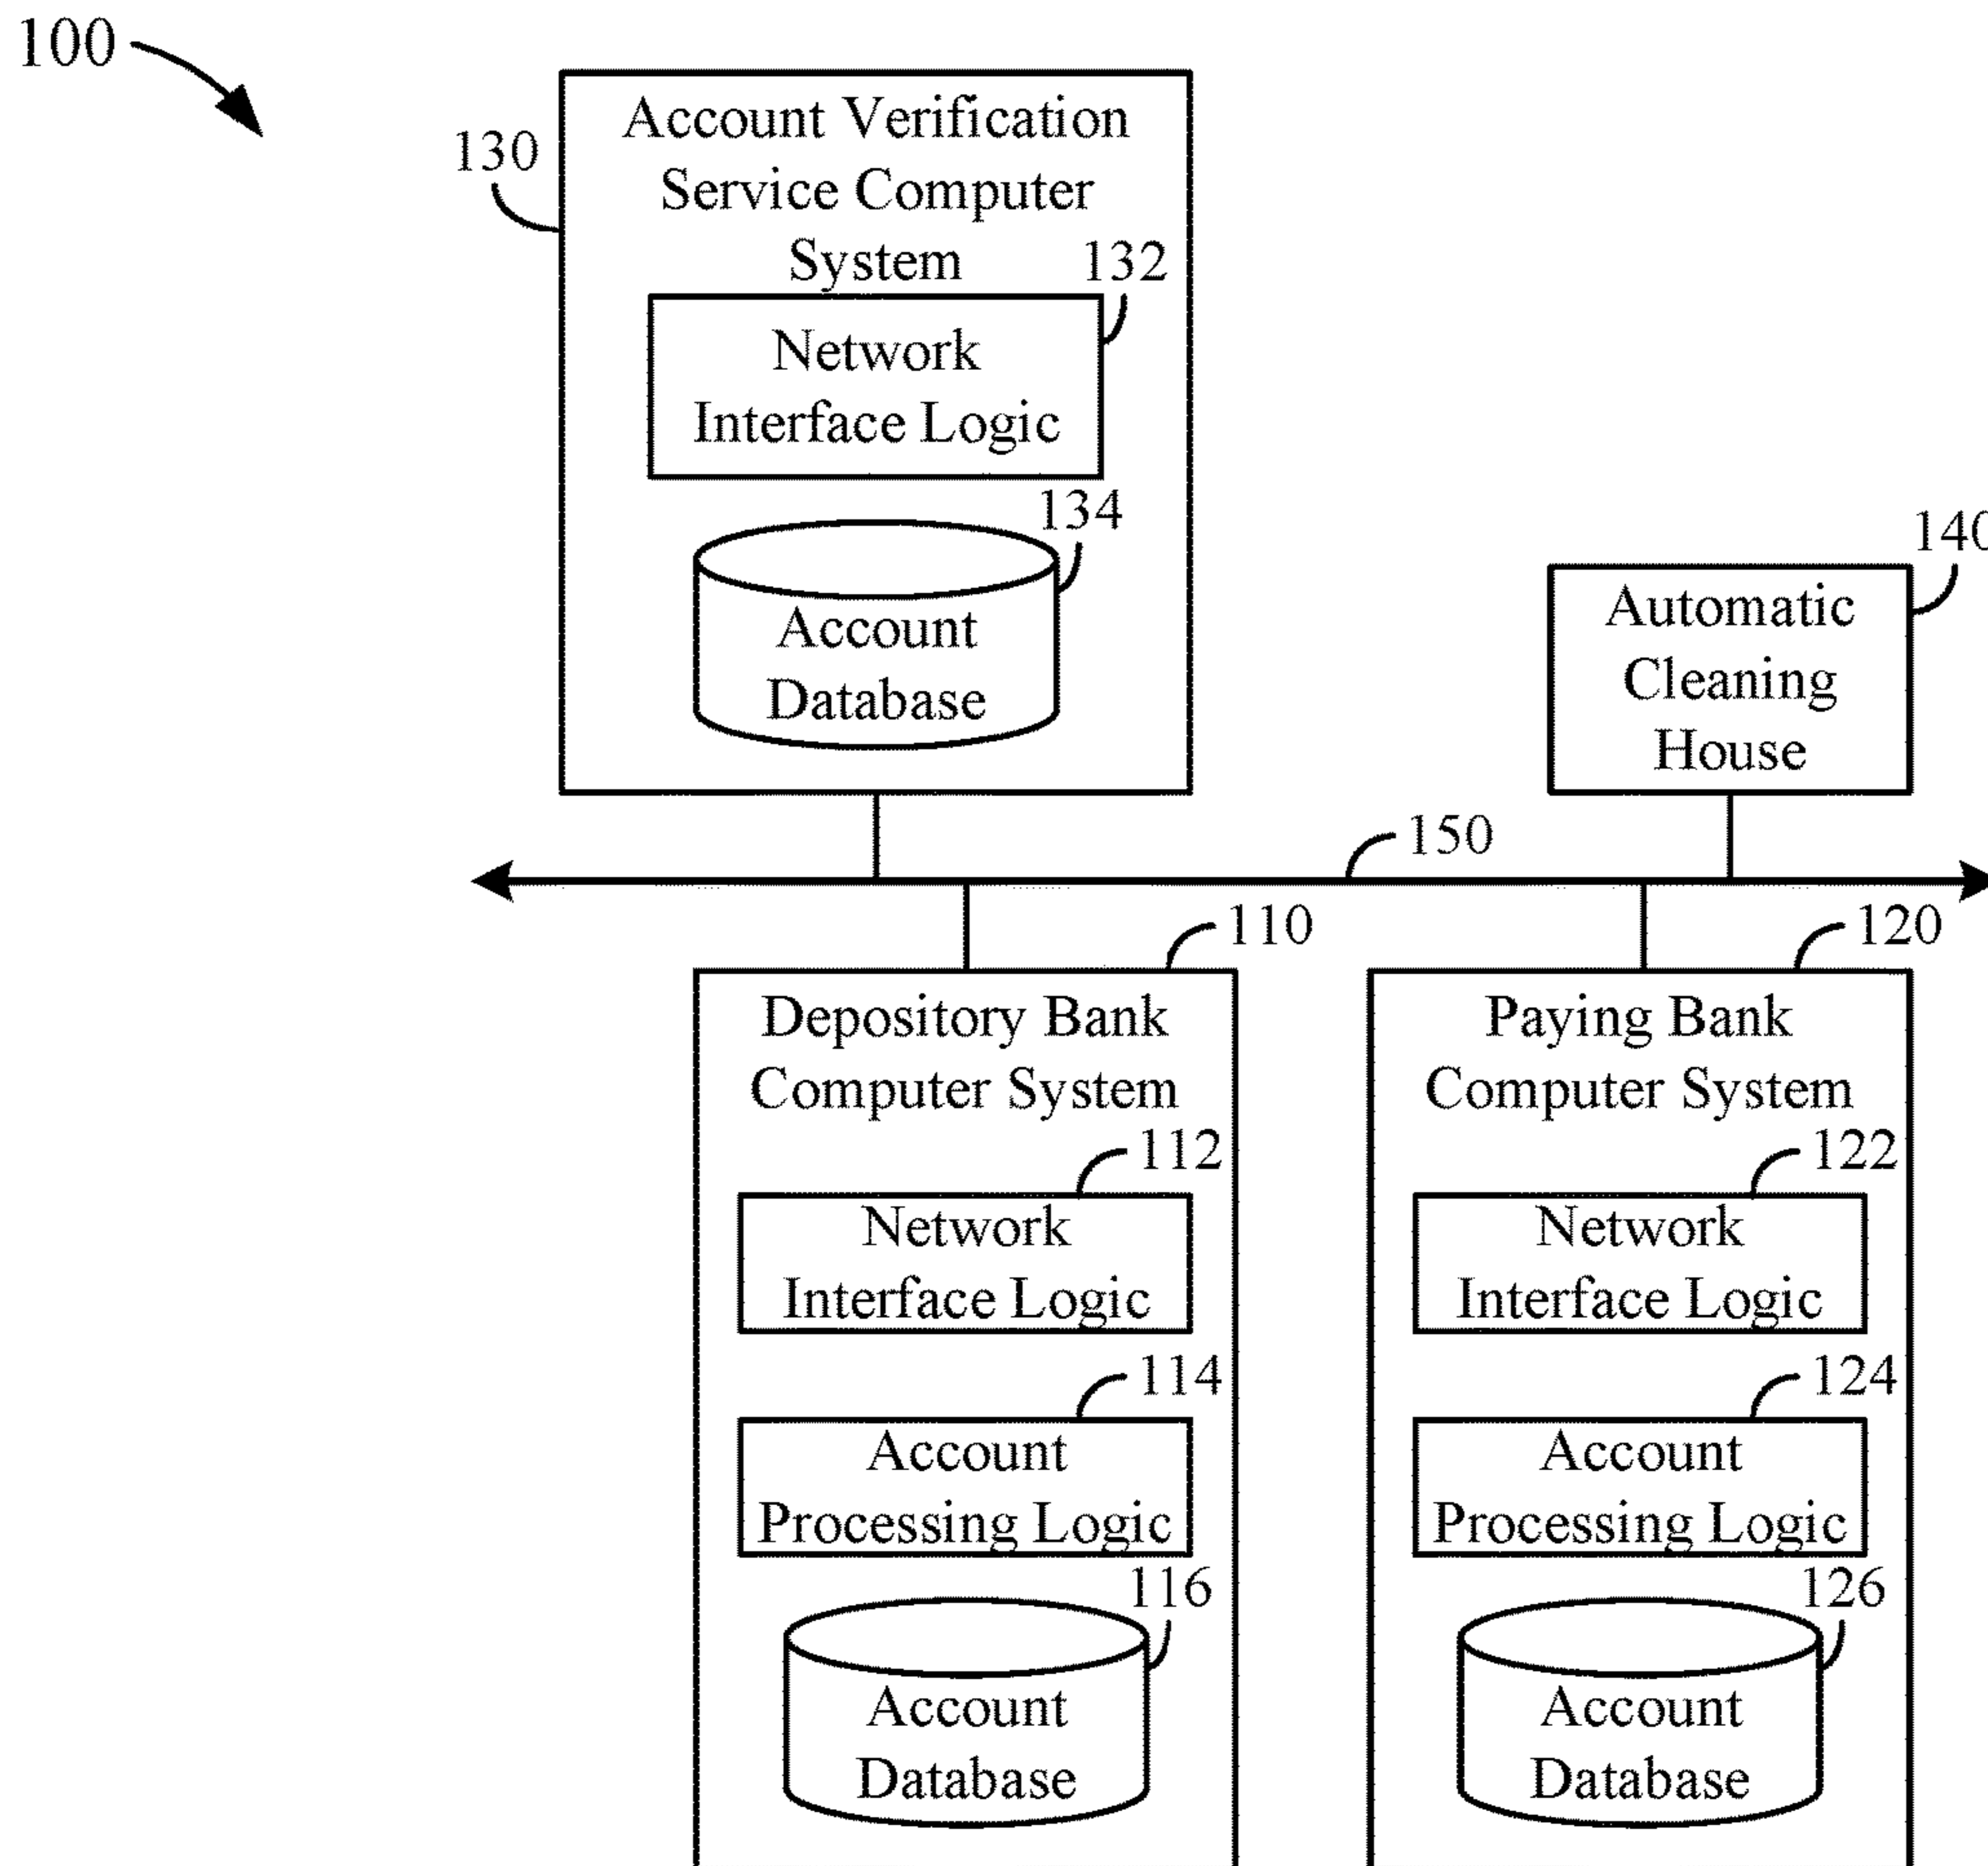 100
130
Account Verification
Service Computer
System
132
Network
Interface Logic
134
Account
Database
140
Automatic
Cleaning
House
150
110
Depository Bank
Computer System
112
Network
Interface Logic
114
Account
Processing Logic
116
Account
Database
120
Paying Bank
Computer System
122
Network
Interface Logic
124
Account
Processing Logic
126
Account
Database